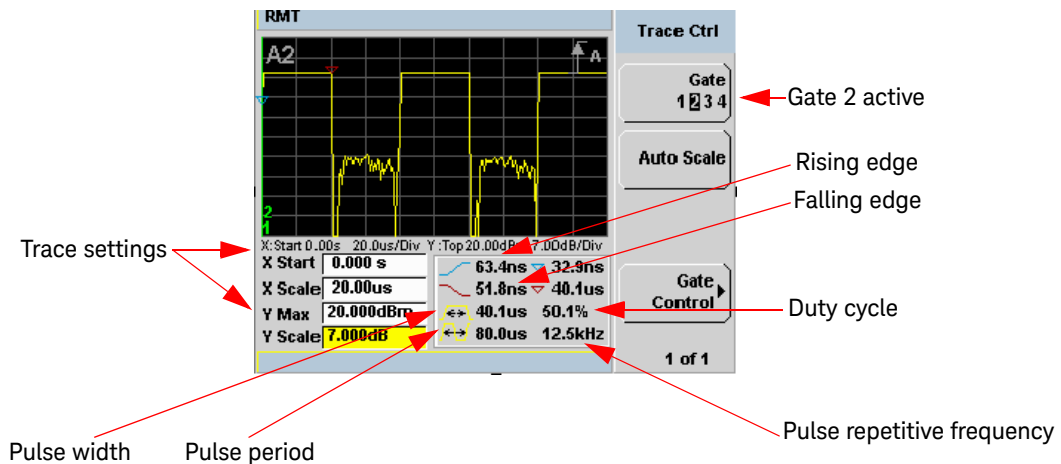 RMT
Trace Ctrl
A2
A
Gate
1 2 3 4
Gate 2 active
Auto Scale
Rising edge
Falling edge
2
Trace settings
X:Start 0.00s 20.0us/Div Y:Top 20.00dB 7.00dB/Div
X Start 0.000 s
63.4ns 32.9ns
X Scale 20.00us
51.8ns 40.1us
Gate
Control
Y Max 20.000dBm
40.1us 50.1%
Duty cycle
Y Scale 7.000dB
80.0us 12.5kHz
1 of 1
Pulse width
Pulse period
Pulse repetitive frequency